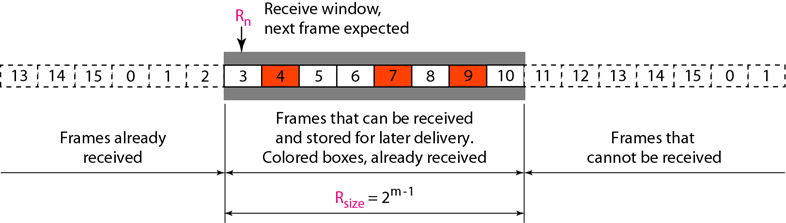 Rn Receive window,
next frame expected
13 14 15 0 1 2 3 4 5 6 7 8 9 10 11 12 13 14 15 0 1
Frames already
received
Frames that can be received
and stored for later delivery.
Colored boxes, already received
Frames that
cannot be received
Rsize = 2^m-1